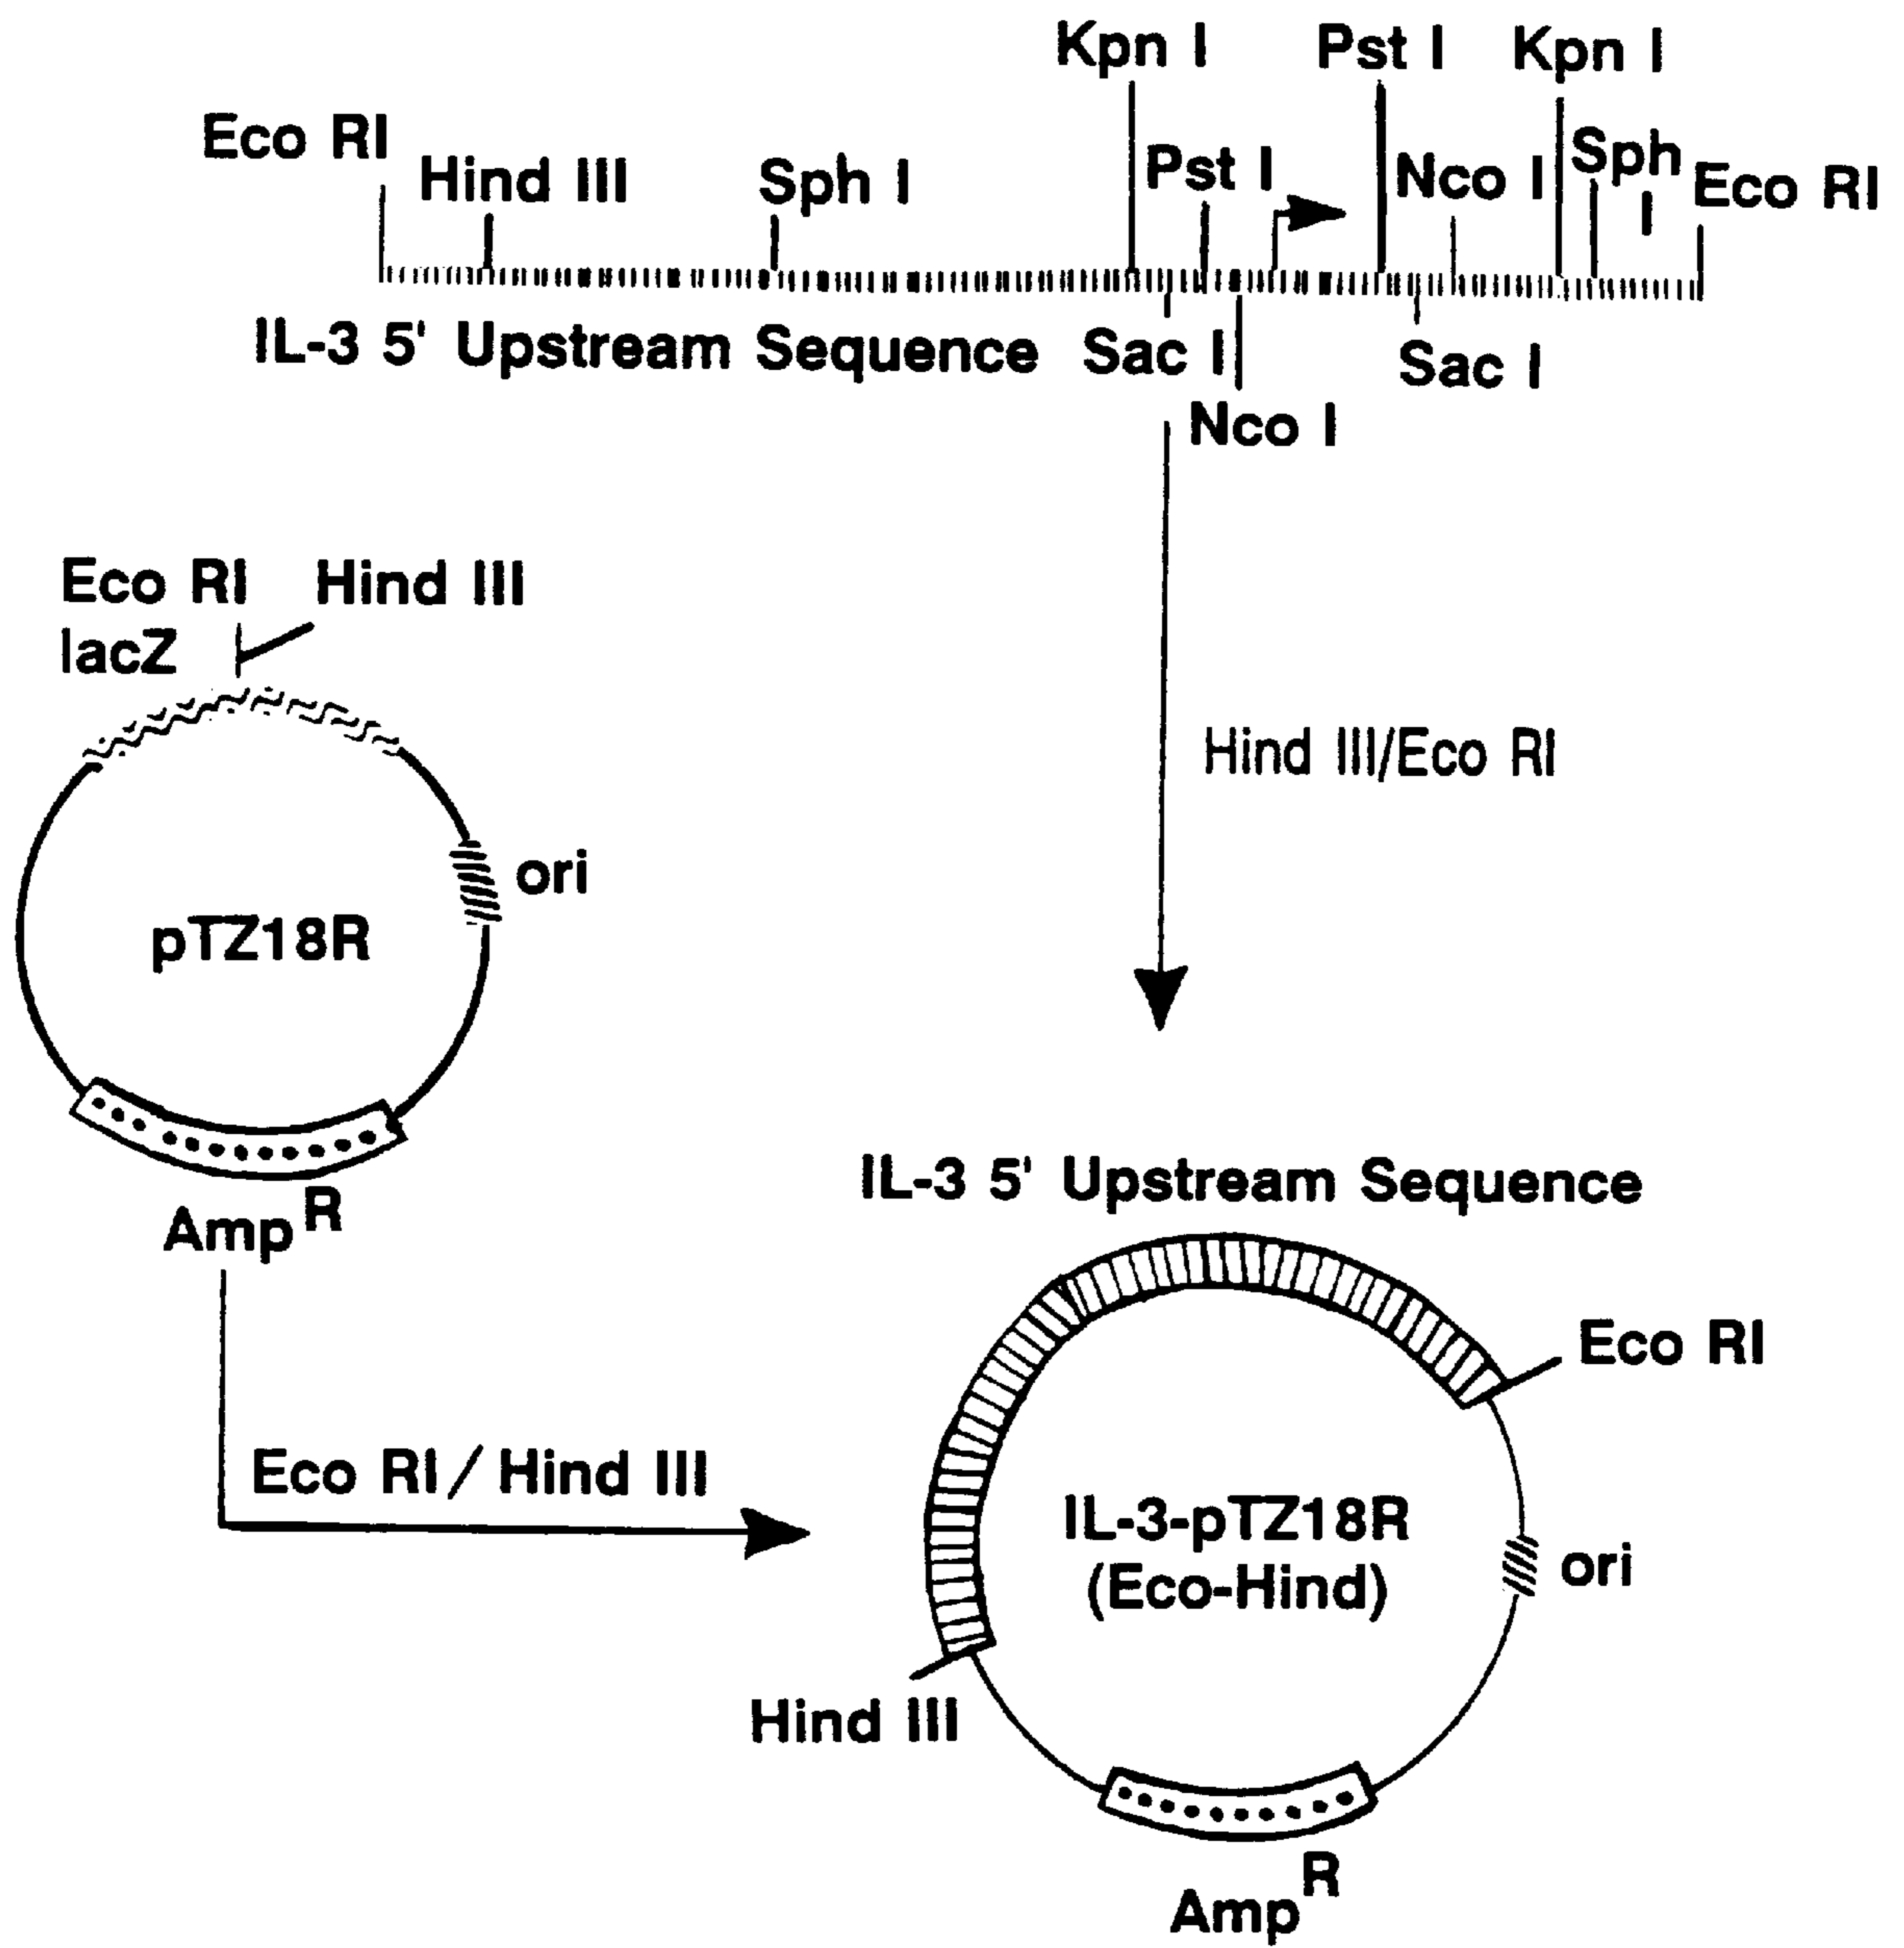 Kpn I
Pst I
Kpn I
Eco RI
Hind III
Sph I
Pst I
Nco I
Sph
I
Eco RI
IL-3 5' Upstream Sequence
Sac I
Sac I
Nco I
Eco RI
Hind III
lacZ
Hind III/Eco RI
ori
pTZ18R
Amp R
IL-3 5' Upstream Sequence
Eco RI
Eco RI/Hind III
IL-3-pTZ18R
(Eco-Hind)
ori
Hind III
Amp R